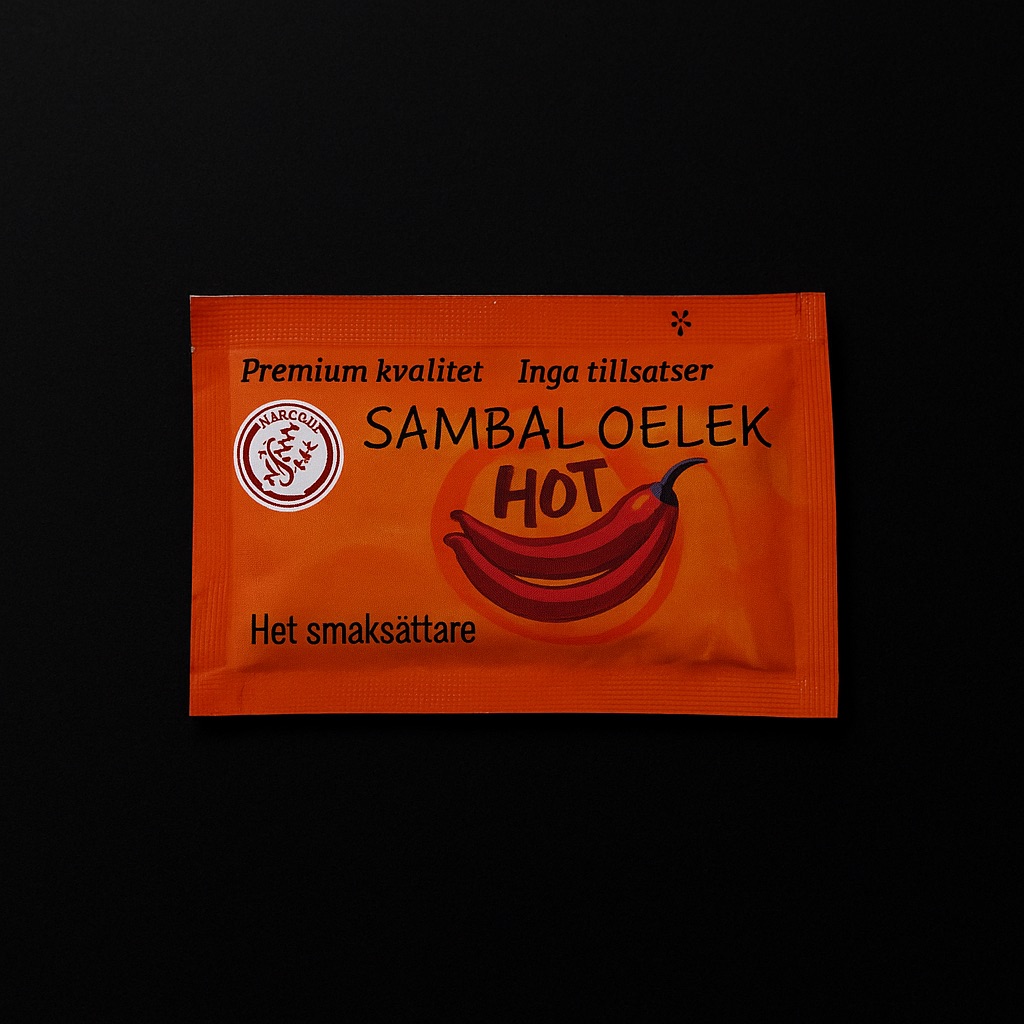 Premium kvalitet Inga tillsatser
SAMBAL OELEK
HOT
Het smaksättare